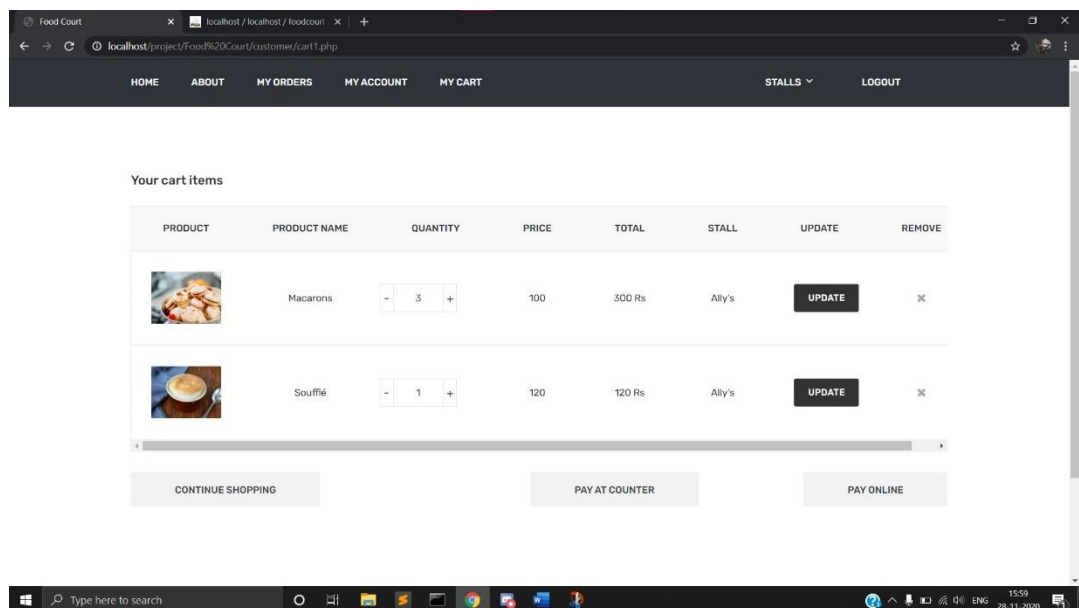 Food Court
localhost / localhost / foodcourt
localhost/project/Food%20Court/customer/cart1.php
HOME ABOUT MY ORDERS MY ACCOUNT MY CART STALLS LOGOUT
Your cart items
PRODUCT PRODUCT NAME QUANTITY PRICE TOTAL STALL UPDATE REMOVE
Macarons - 3 + 100 300 Rs Ally's UPDATE ×
Soufflé - 1 + 120 120 Rs Ally's UPDATE ×
CONTINUE SHOPPING PAY AT COUNTER PAY ONLINE
Type here to search ENG 15:59
28-11-2020